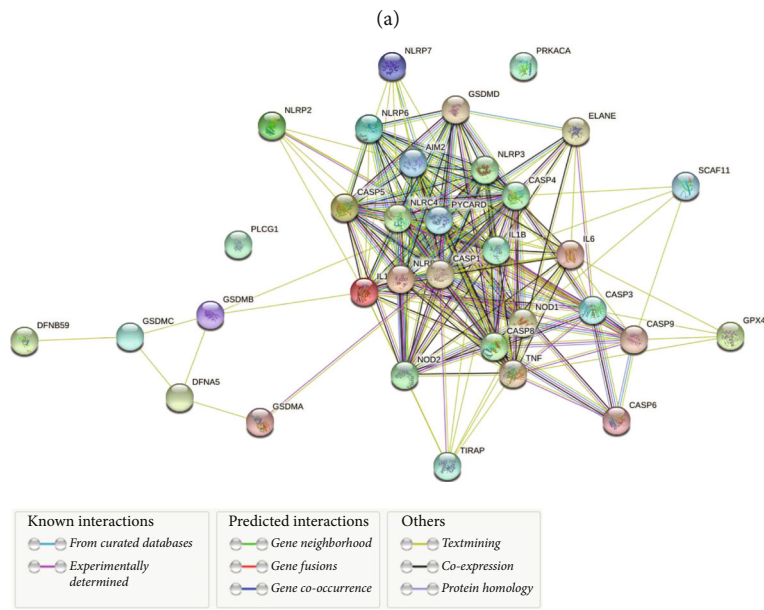 (a)
NLRP7
PRKACA
GSDMD
NLRP2
NLRP6
ELANE
AIM2
NLRP3
SCAF11
CASP5
CASP4
NLRC4
PYCARD
PLCG1
IL1B
IL6
NLR
CASP1
IL1
GSDMB
CASP3
NOD1
DFNB59
GSDMC
CASP8
CASP9
GPX4
NOD2
TNF
DFNA5
GSDMA
CASP6
TIRAP
Known interactions
From curated databases
Experimentally
determined
Predicted interactions
Gene neighborhood
Gene fusions
Gene co-occurrence
Others
Textmining
Co-expression
Protein homology